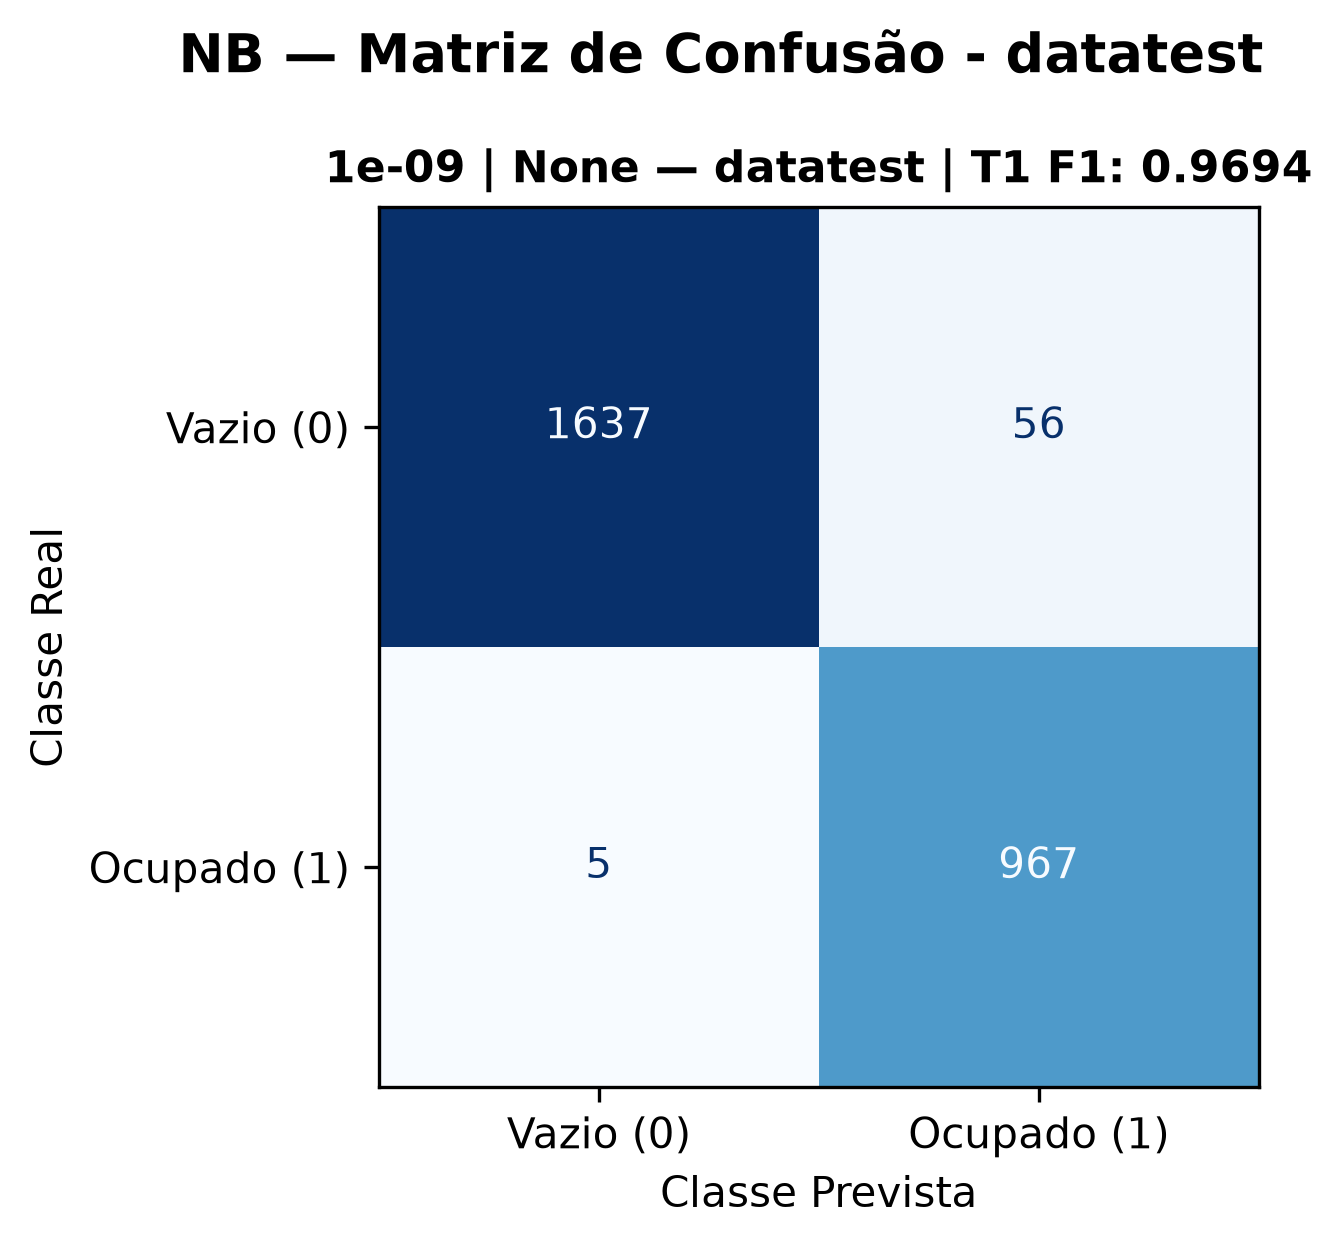 NB — Matriz de Confusão - datatest
1e-09 | None — datatest | T1 F1: 0.9694
Classe Real
Vazio (0)
1637
56
Ocupado (1)
5
967
Vazio (0)
Ocupado (1)
Classe Prevista